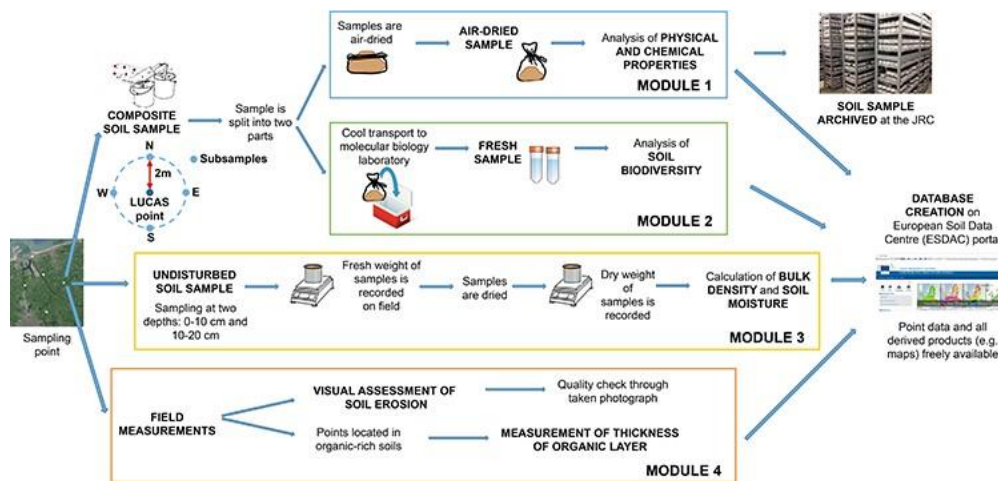 Sampling
point
COMPOSITE
SOIL SAMPLE
N
Subsamples
2m
W
E
LUCAS
point
S
Sample is
split into two
parts
Samples are
air-dried
AIR-DRIED
SAMPLE
Analysis of PHYSICAL
AND CHEMICAL
PROPERTIES
MODULE 1
SOIL SAMPLE
ARCHIVED at the JRC
Cool transport to
molecular biology
laboratory
FRESH
SAMPLE
Analysis of
SOIL
BIODIVERSITY
MODULE 2
UNDISTURBED
SOIL SAMPLE
Sampling at two
depths: 0-10 cm and
10-20 cm
Fresh weight of
samples is
recorded
on field
Samples
are dried
Dry weight
of
samples is
recorded
Calculation of BULK
DENSITY and SOIL
MOISTURE
MODULE 3
FIELD
MEASUREMENTS
VISUAL ASSESSMENT OF
SOIL EROSION
Quality check through
taken photograph
Points located in
organic-rich soils
MEASUREMENT OF THICKNESS
OF ORGANIC LAYER
MODULE 4
DATABASE
CREATION on
European Soil Data
Centre (ESDAC) porta
Point data and all
derived products (e.g.
maps) freely available